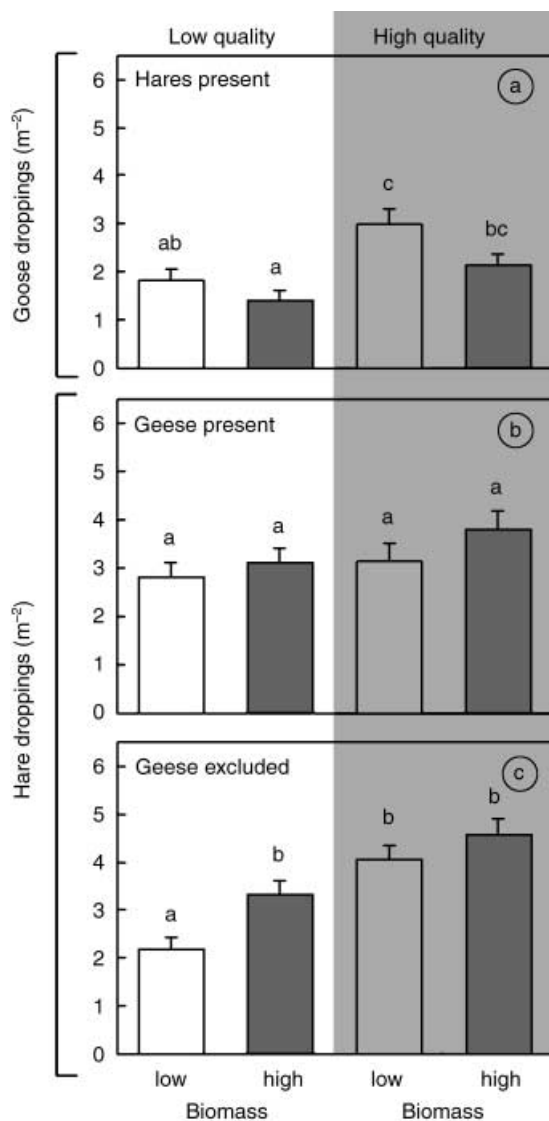 Low quality High quality
Goose droppings (m⁻²)
Hares present
a
6
5
4
3
2
1
0
ab
a
c
bc
Hare droppings (m⁻²)
Geese present
b
6
5
4
3
2
1
0
a
a
a
a
Geese excluded
c
6
5
4
3
2
1
0
a
b
b
b
low high low high
Biomass Biomass